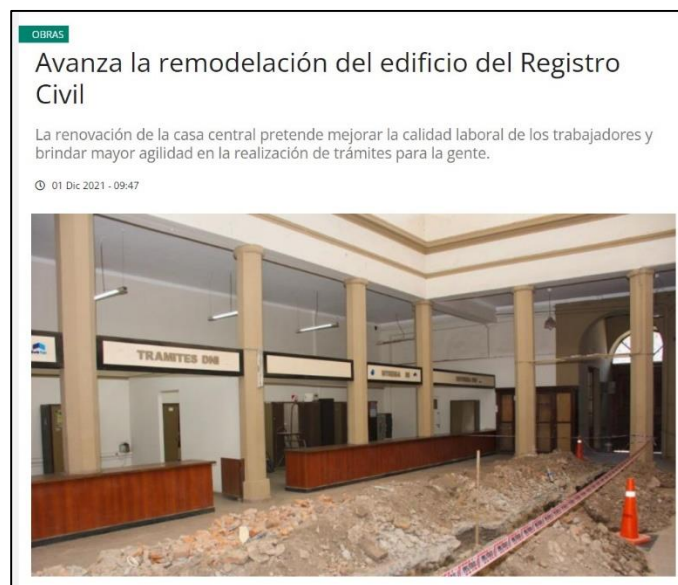 OBRAS
Avanza la remodelación del edificio del Registro
Civil
La renovación de la casa central pretende mejorar la calidad laboral de los trabajadores y
brindar mayor agilidad en la realización de trámites para la gente.
01 Dic 2021 - 09:47
TRAMITES DNI